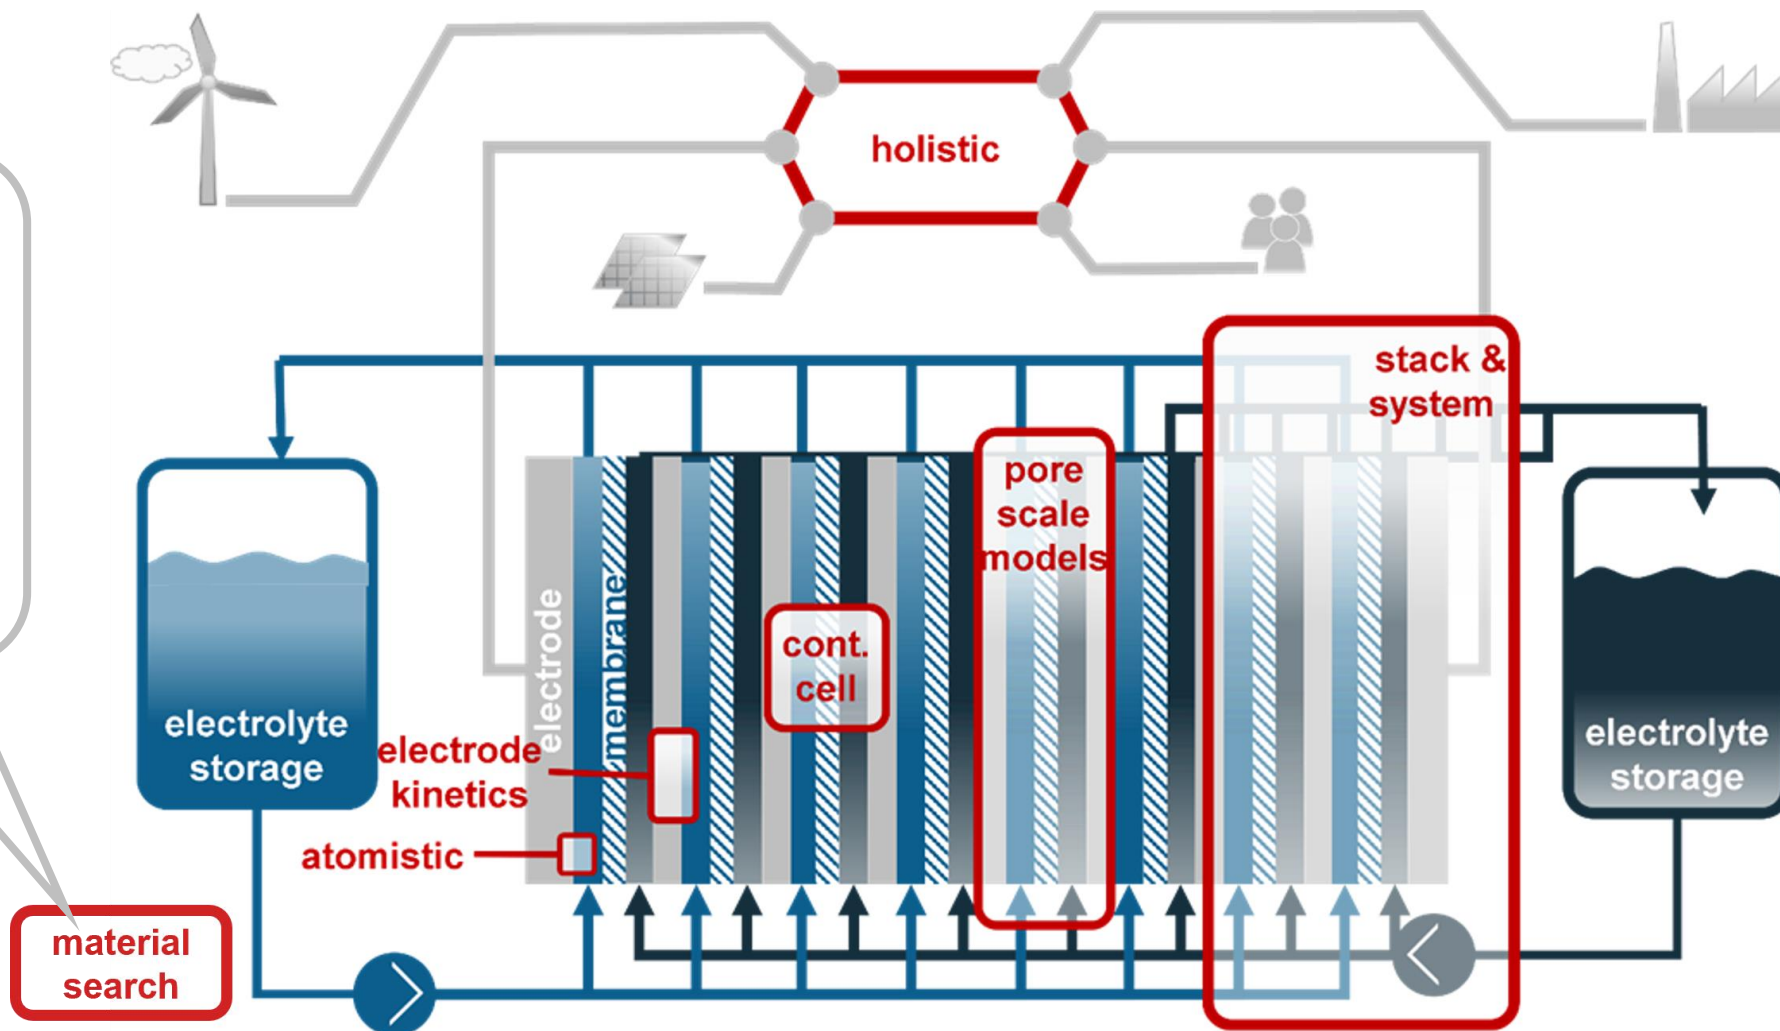 holistic
stack &
system
pore
scale
models
cont.
cell
electrode
membrane
electrolyte
storage
electrode
kinetics
atomistic
electrolyte
storage
material
search